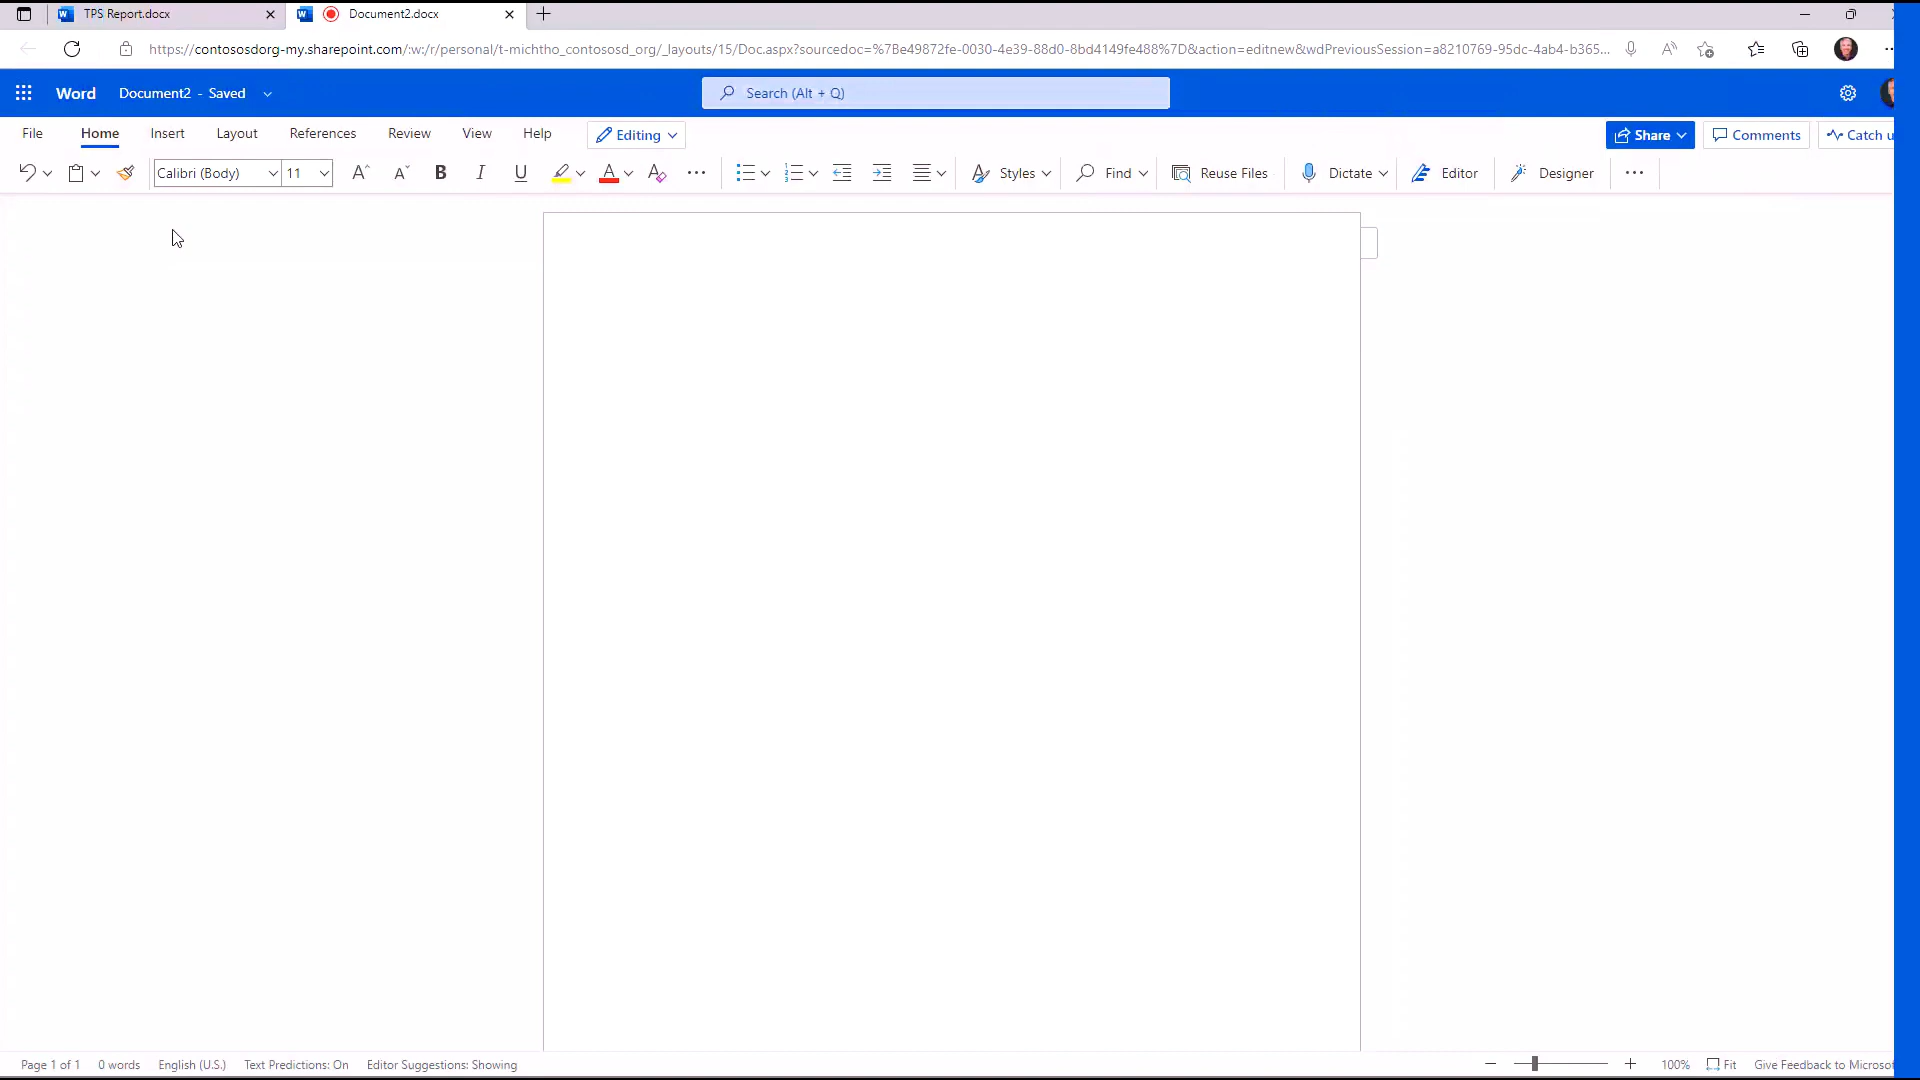 TPS Report.docx
Document2.docx
https://contososdorg-my.sharepoint.com/:w:/r/personal/t-michtho_contososd_org/_layouts/15/Doc.aspx?sourcedoc=%7Be49872fe-0030-4e39-88d0-8bd4149fe488%7D&action=editnew&wdPreviousSession=a8210769-95dc-4ab4-b365...
Word Document2 - Saved Search (Alt + Q)
File Home Insert Layout References Review View Help Editing Share Comments Catch u
Calibri (Body) 11 A A B I U A A Styles Find Reuse Files Dictate Editor Designer
Page 1 of 1 0 words English (U.S.) Text Predictions: On Editor Suggestions: Showing 100% Fit Give Feedback to Microsof